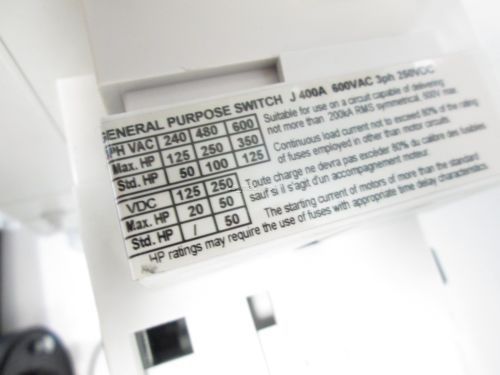 GENERAL PURPOSE SWITCH J 400A 600VAC 3ph 250VDC
PH VAC 240 480 600
Max. HP 125 250 350
Std. HP 50 100 125
VDC 125 250
Max. HP 20 50
Std. HP / 50
Suitable for use on a circuit capable of delivering
not more than 200kA RMS symmetrical, 600V max.
Continuous load current not to exceed 80% of the rating
of fuses employed in other than motor circuits
Toute charge ne devra pas excéder 80% du calibre des fusibles
sauf si il s'agit d'un accompagnement moteur.
The starting current of motors of more than the standard
HP ratings may require the use of fuses with appropriate time delay characteristics.